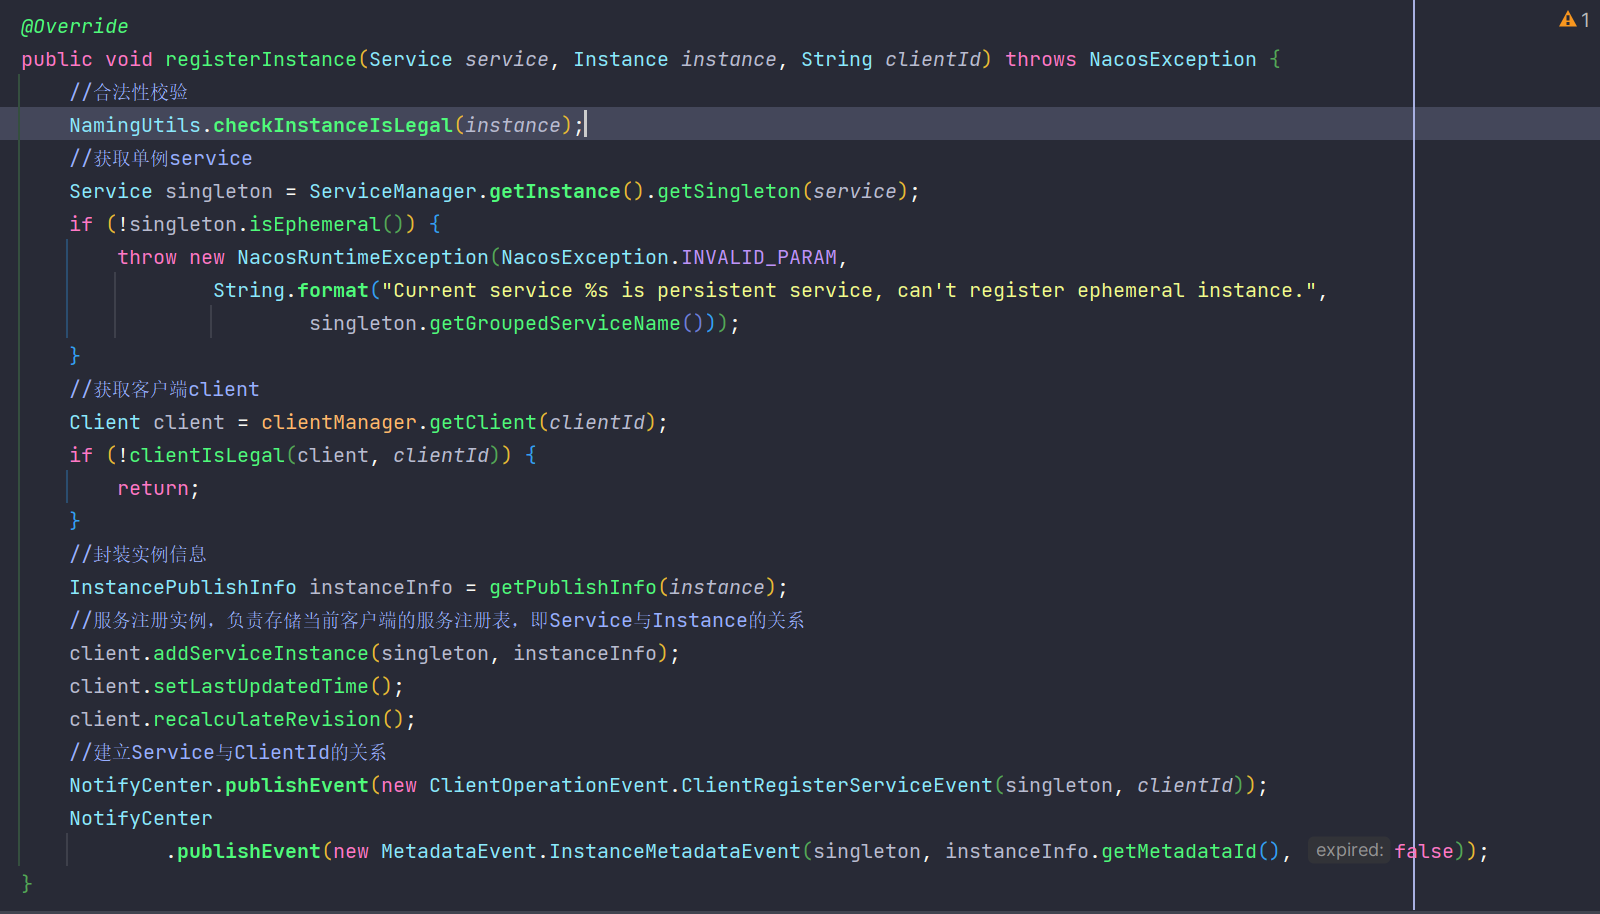 @Override
1
public void registerInstance(Service service, Instance instance, String clientId) throws NacosException {
//合法性校验
NamingUtils.checkInstanceIsLegal(instance);
//获取单例service
Service singleton = ServiceManager.getInstance().getSingleton(service);
if (!singleton.isEphemeral()) {
throw new NacosRuntimeException(NacosException.INVALID_PARAM,
String.format("Current service %s is persistent service, can't register ephemeral instance.",
singleton.getGroupedServiceName()));
}
//获取客户端client
Client client = clientManager.getClient(clientId);
if (!clientIsLegal(client, clientId)) {
return;
}
//封装实例信息
InstancePublishInfo instanceInfo = getPublishInfo(instance);
//服务注册实例，负责存储当前客户端的服务注册表，即Service与Instance的关系
client.addServiceInstance(singleton, instanceInfo);
client.setLastUpdatedTime();
client.recalculateRevision();
//建立Service与ClientId的关系
NotifyCenter.publishEvent(new ClientOperationEvent.ClientRegisterServiceEvent(singleton, clientId));
NotifyCenter
.publishEvent(new MetadataEvent.InstanceMetadataEvent(singleton, instanceInfo.getMetadataId(), expired: false));
}